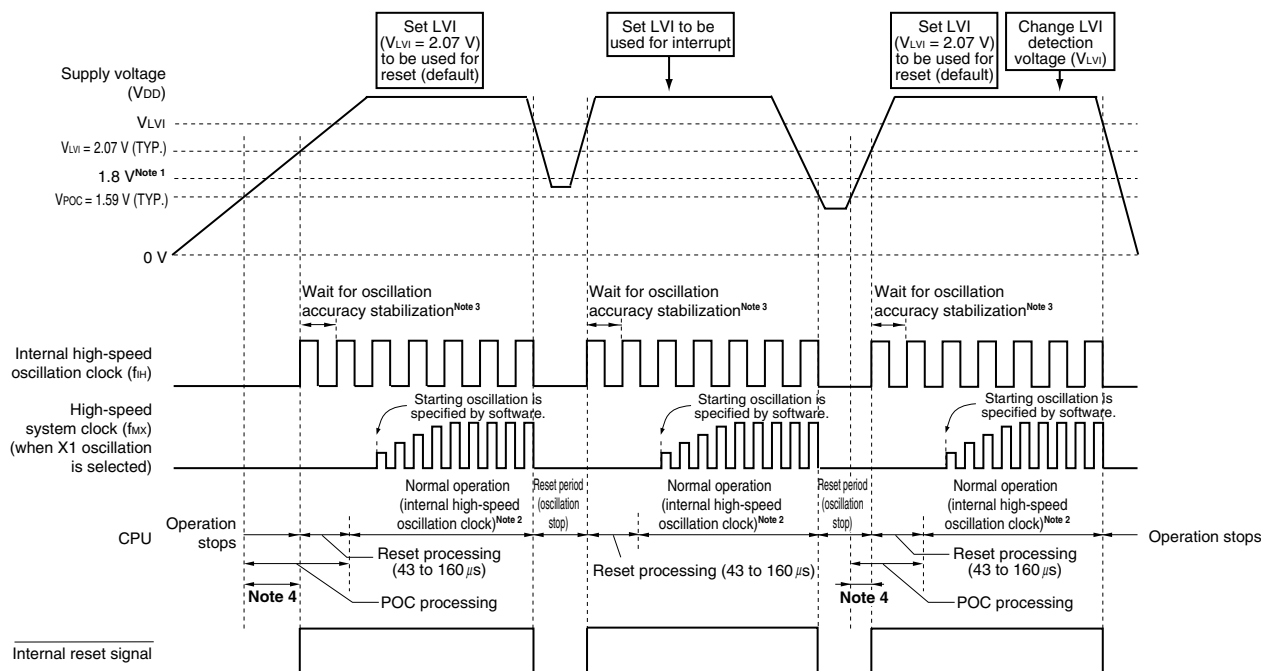 Set LVI
(VLVI = 2.07 V)
to be used for
reset (default)
Set LVI to be
used for interrupt
Set LVI
(VLVI = 2.07 V)
to be used for
reset (default)
Change LVI
detection
voltage (VLVI)
Supply voltage
(VDD)
VLVI
VLVI = 2.07 V (TYP.)
1.8 V Note 1
VPOC = 1.59 V (TYP.)
0 V
Wait for oscillation
accuracy stabilization Note 3
Wait for oscillation
accuracy stabilization Note 3
Wait for oscillation
accuracy stabilization Note 3
Internal high-speed
oscillation clock (fIH)
Starting oscillation is
specified by software.
Starting oscillation is
specified by software.
Starting oscillation is
specified by software.
High-speed
system clock (fMX)
(when X1 oscillation
is selected)
Normal operation
(internal high-speed
oscillation clock) Note 2
Reset period
(oscillation
stop)
Normal operation
(internal high-speed
oscillation clock) Note 2
Reset period
(oscillation
stop)
Normal operation
(internal high-speed
oscillation clock) Note 2
CPU
Operation
stops
Operation stops
Reset processing
(43 to 160 μs)
Reset processing (43 to 160 μs)
Reset processing
(43 to 160 μs)
Note 4
POC processing
Note 4
POC processing
Internal reset signal